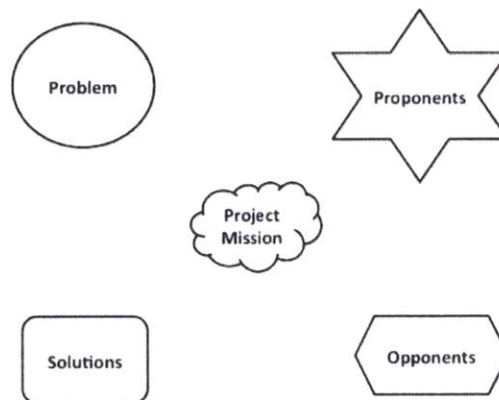 Problem
Proponents
Project
Mission
Solutions
Opponents